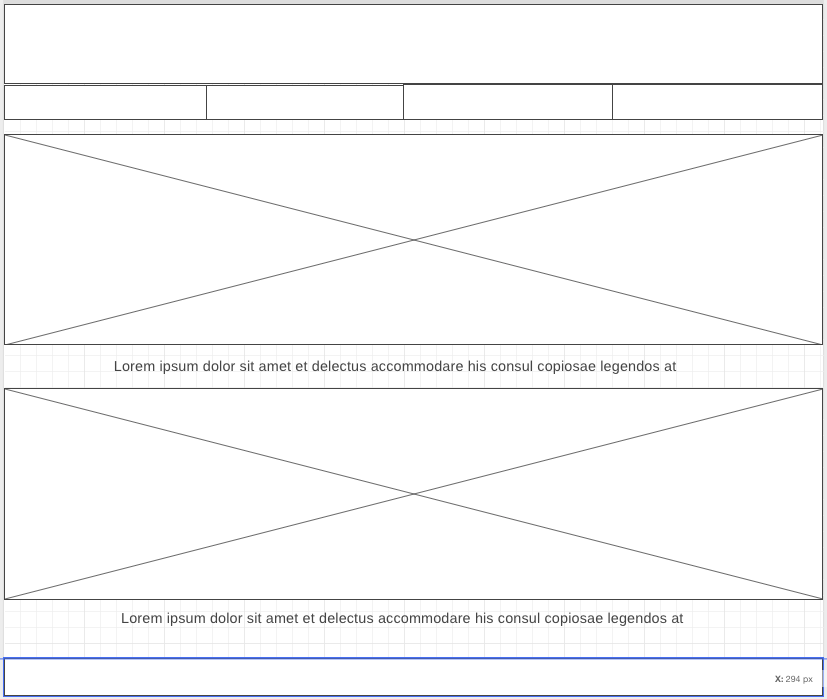 Lorem ipsum dolor sit amet et delectus accommodare his consul copiosae legendos at
Lorem ipsum dolor sit amet et delectus accommodare his consul copiosae legendos at
X: 294 px